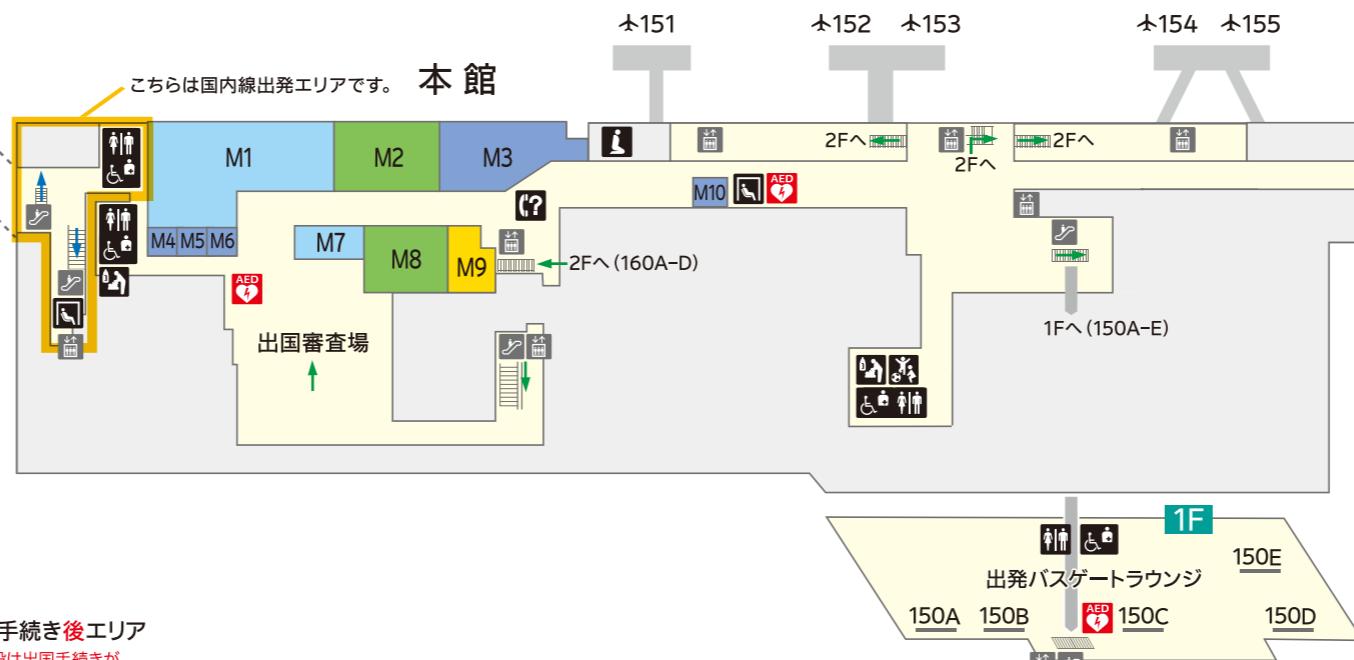 151 152 153 154 155
こちらは国内線出発エリアです。 本館
M1 M2 M3
2Fへ 2Fへ
2Fへ
M10 AED
?
M4 M5 M6 M7 M8 M9
2Fへ(160A-D)
AED
出国審査場
1Fへ(150A-E)
1F
150E
出発バスゲートラウンジ
150A 150B AED 150C 150D
手続き後エリア